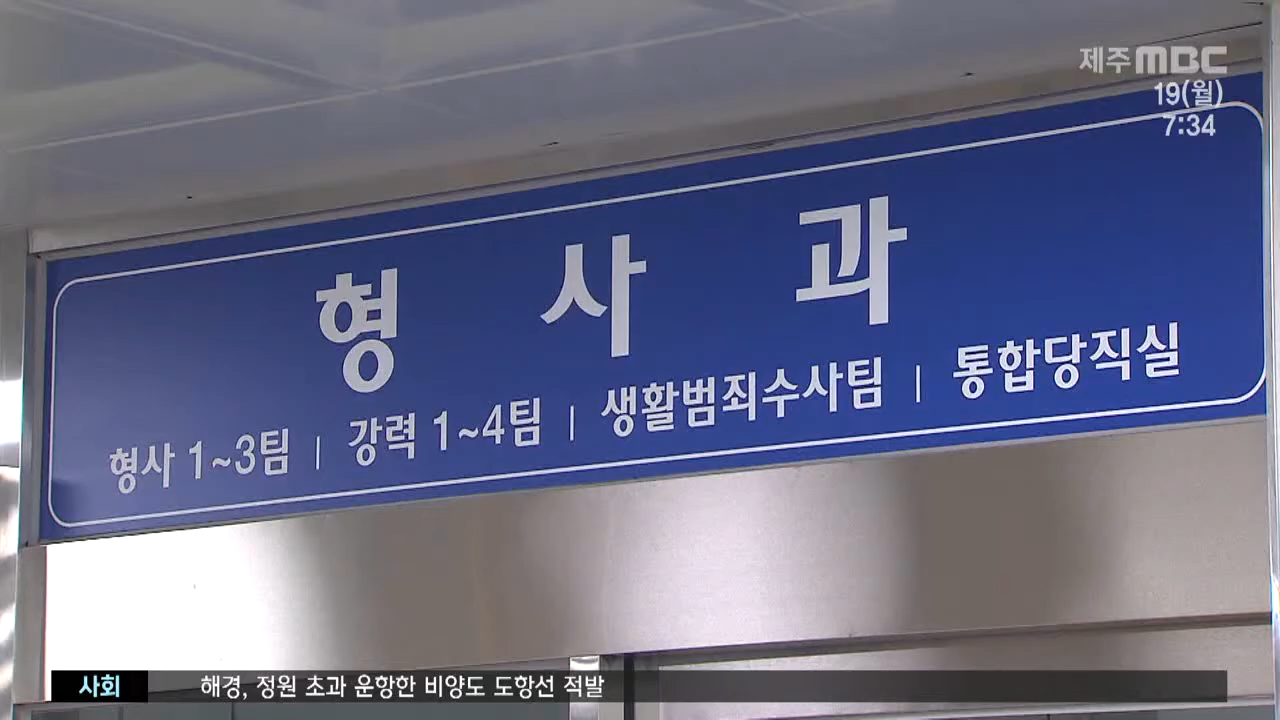 제주MBC
19(월)
7:34
형 사 과
형사 1~3팀 | 강력 1~4팀 | 생활범죄수사팀 | 통합당직실
사회 해경, 정원 초과 운항한 비양도 도항선 적발